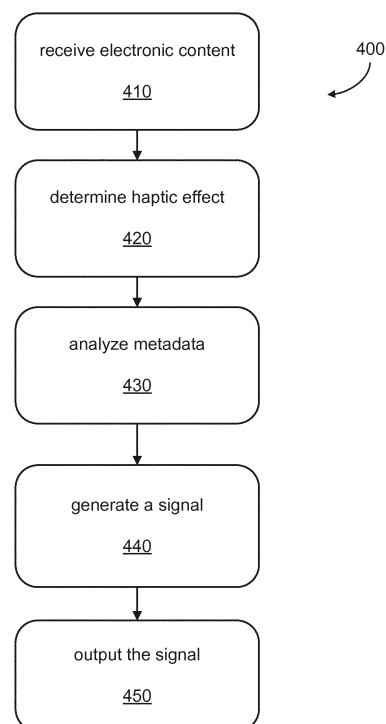 receive electronic content
410
400
determine haptic effect
420
analyze metadata
430
generate a signal
440
output the signal
450